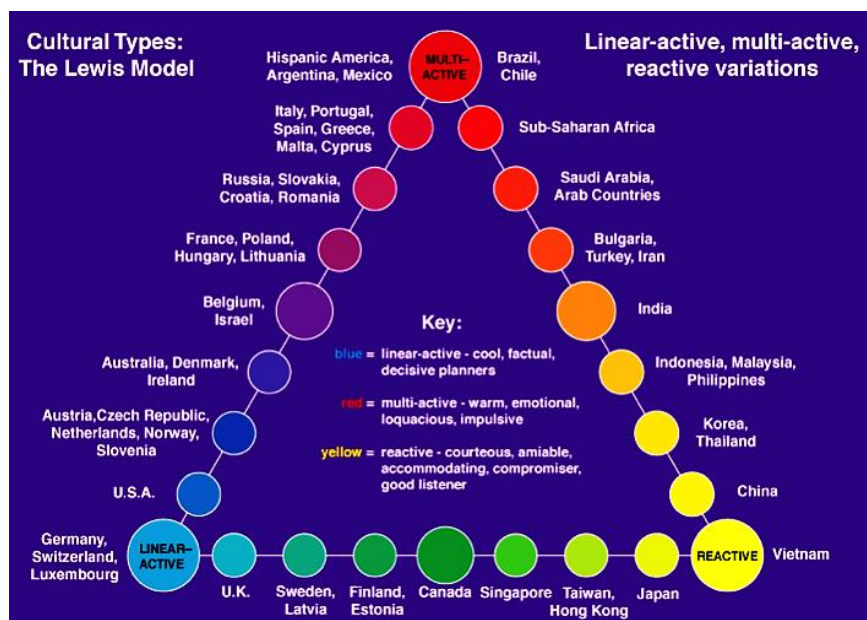 Cultural Types:
The Lewis Model
Linear-active, multi-active,
reactive variations
Hispanic America,
Argentina, Mexico
MULTI-
ACTIVE
Brazil,
Chile
Italy, Portugal,
Spain, Greece,
Malta, Cyprus
Sub-Saharan Africa
Russia, Slovakia,
Croatia, Romania
Saudi Arabia,
Arab Countries
France, Poland,
Hungary, Lithuania
Bulgaria,
Turkey, Iran
Belgium,
Israel
India
Key:
blue = linear-active - cool, factual,
decisive planners
red = multi-active - warm, emotional,
loquacious, impulsive
yellow = reactive - courteous, amiable,
accommodating, compromiser,
good listener
Australia, Denmark,
Ireland
Indonesia, Malaysia,
Philippines
Austria,Czech Republic,
Netherlands, Norway,
Slovenia
Korea,
Thailand
U.S.A.
China
Germany,
Switzerland,
Luxembourg
LINEAR-
ACTIVE
REACTIVE
Vietnam
U.K.
Sweden,
Latvia
Finland,
Estonia
Canada
Singapore
Taiwan,
Hong Kong
Japan